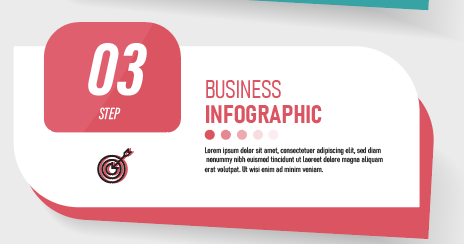 03
STEP
BUSINESS
INFOGRAPHIC
Lorem ipsum dolor sit amet, consectetuer adipiscing elit, sed diam
nonummy nibh euismod tincidunt ut laoreet dolore magna aliquam
erat volutpat. Ut wisi enim ad minim veniam.